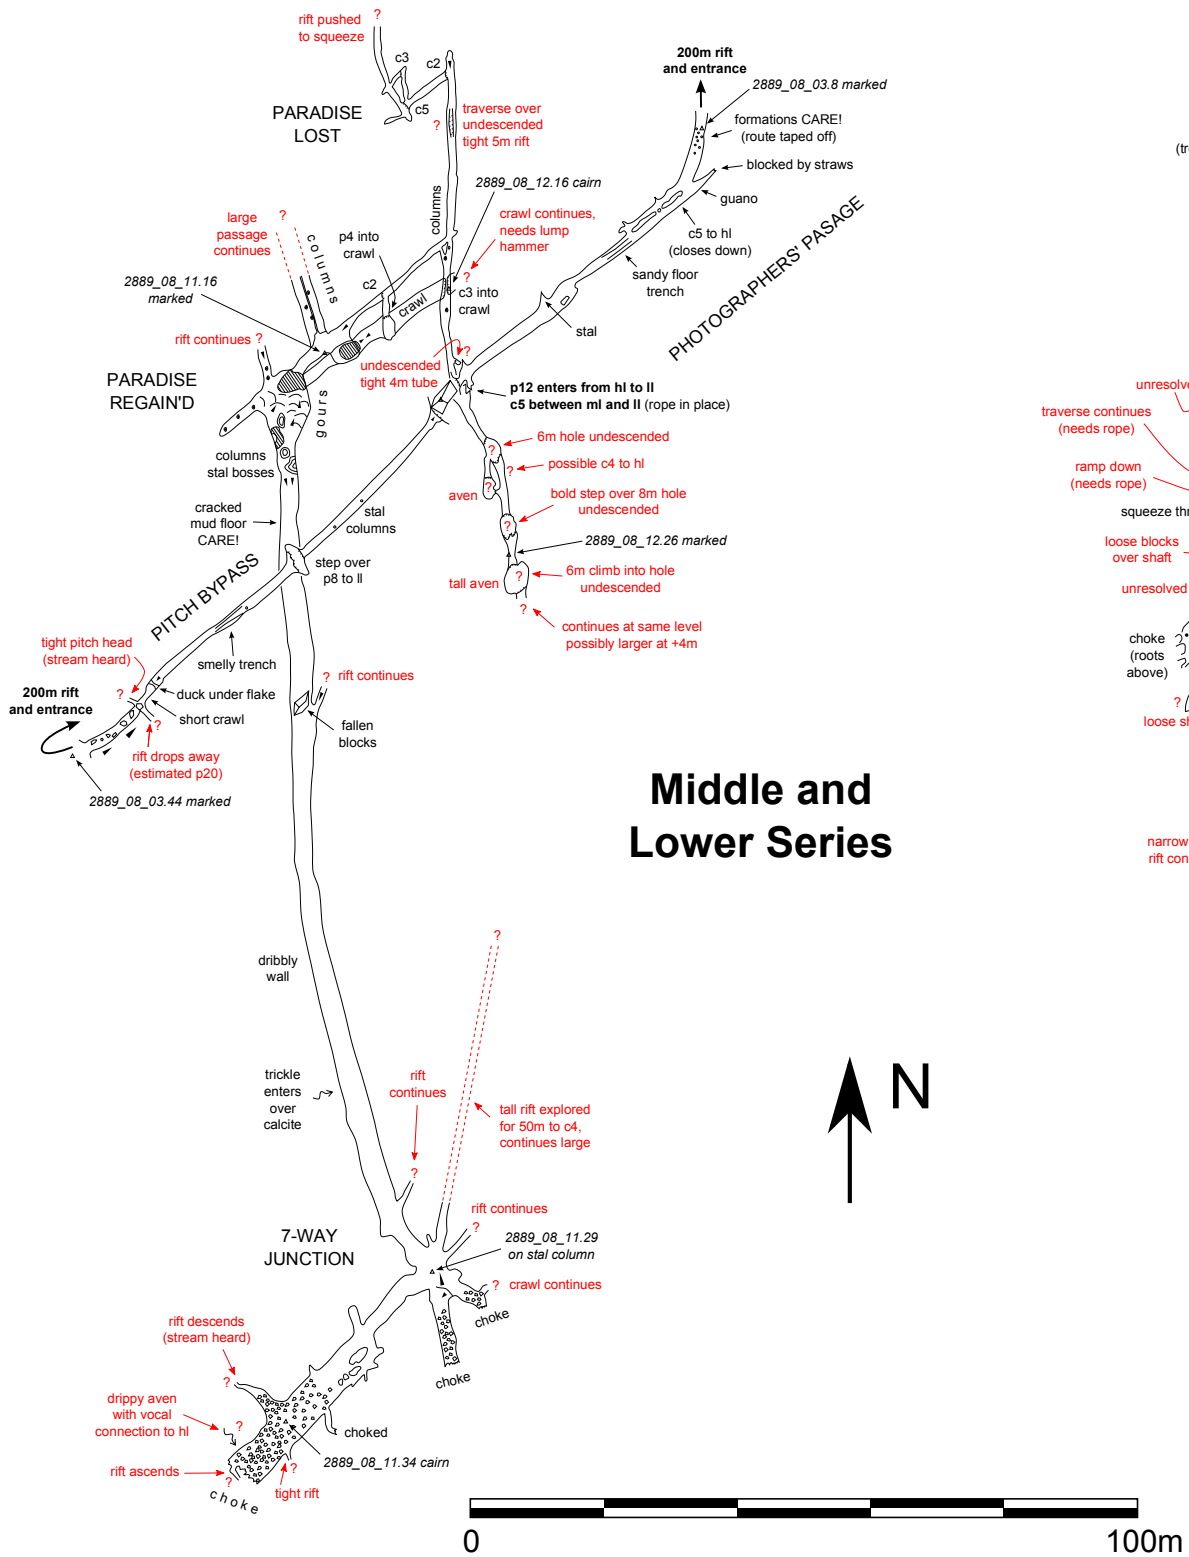 rift pushed
to squeeze
c3
c2
c5
PARADISE
LOST
traverse over
undescended
tight 5m rift
?
?
200m rift
and entrance
2889_08_03.8 marked
formations CARE!
(route taped off)
blocked by straws
guano
c5 to hl
(closes down)
sandy floor
trench
stal
PHOTOGRAPHERS' PASAGE
columns
2889_08_12.16 cairn
crawl continues,
needs lump
hammer
?
c3 into
crawl
large
passage
continues
?
columns
p4 into
crawl
c2
crawl
2889_08_11.16
marked
rift continues ?
PARADISE
REGAIN'D
gours
undescended
tight 4m tube
?
p12 enters from hl to ll
c5 between ml and ll (rope in place)
columns
stal bosses
? 6m hole undescended
? possible c4 to hl
aven ?
cracked
mud floor
CARE!
stal
columns
bold step over 8m hole
undescended
?
2889_08_12.26 marked
step over
p8 to ll
tall aven ?
6m climb into hole
undescended
?
continues at same level
possibly larger at +4m
PITCH BYPASS
tight pitch head
(stream heard)
smelly trench
200m rift
and entrance
?
duck under flake
short crawl
?
rift drops away
(estimated p20)
2889_08_03.44 marked
? rift continues
fallen
blocks
Middle and
Lower Series
dribbly
wall
?
trickle
enters
over
calcite
rift
continues
?
tall rift explored
for 50m to c4,
continues large
N
rift continues
?
7-WAY
JUNCTION
2889_08_11.29
on stal column
? crawl continues
choke
choke
rift descends
(stream heard)
?
drippy aven
with vocal
connection to hl
?
choked
2889_08_11.34 cairn
rift ascends
?
choke
?
tight rift
0
100m
(tr
unresolve
traverse continues
(needs rope)
ramp down
(needs rope)
squeeze thr
loose blocks
over shaft
unresolved
choke
(roots
above)
?
loose sh
narrow
rift con